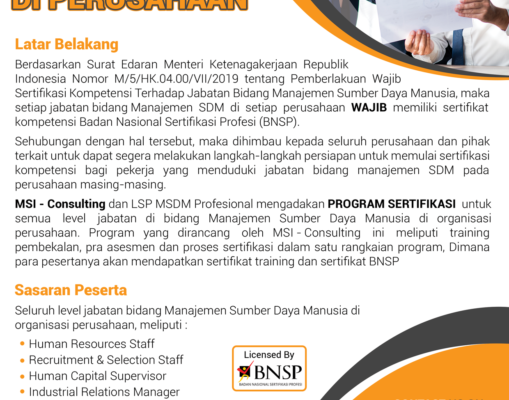 DI PERUSAHAAN
Latar Belakang
Berdasarkan Surat Edaran Menteri Ketenagakerjaan Republik
Indonesia Nomor M/5/HK.04.00/VII/2019 tentang Pemberlakuan Wajib
Sertifikasi Kompetensi Terhadap Jabatan Bidang Manajemen Sumber Daya Manusia, maka
setiap jabatan bidang Manajemen SDM di setiap perusahaan WAJIB memiliki sertifikat
kompetensi Badan Nasional Sertifikasi Profesi (BNSP).
Sehubungan dengan hal tersebut, maka dihimbau kepada seluruh perusahaan dan pihak
terkait untuk dapat segera melakukan langkah-langkah persiapan untuk memulai sertifikasi
kompetensi bagi pekerja yang menduduki jabatan bidang manajemen SDM pada
perusahaan masing-masing.
MSI - Consulting dan LSP MSDM Profesional mengadakan PROGRAM SERTIFIKASI untuk
semua level jabatan di bidang Manajemen Sumber Daya Manusia di organisasi
perusahaan. Program yang dirancang oleh MSI - Consulting ini meliputi training
pembekalan, pra asesmen dan proses sertifikasi dalam satu rangkaian program, Dimana
para pesertanya akan mendapatkan sertifikat training dan sertifikat BNSP
Sasaran Peserta
Seluruh level jabatan bidang Manajemen Sumber Daya Manusia di
organisasi perusahaan, meliputi :
• Human Resources Staff
• Recruitment & Selection Staff
• Human Capital Supervisor
• Industrial Relations Manager
Licensed By
BNSP
BADAN NASIONAL SERTIFIKASI PROFESI